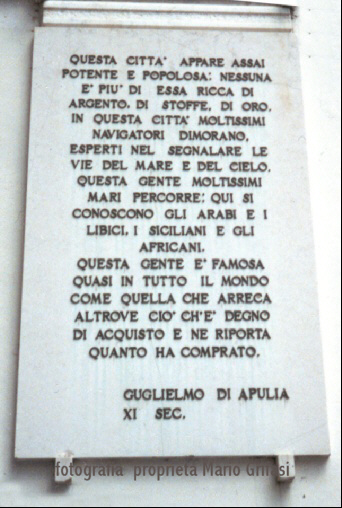 QUESTA CITTA' APPARE ASSAI
POTENTE E POPOLOSA: NESSUNA
E' PIU' DI ESSA RICCA DI
ARGENTO, DI STOFFE, DI ORO.
IN QUESTA CITTA' MOLTISSIMI
NAVIGATORI DIMORANO,
ESPERTI NEL SEGNALARE LE
VIE DEL MARE E DEL CIELO.
QUESTA GENTE MOLTISSIMI
MARI PERCORRE: QUI SI
CONOSCONO GLI ARABI E I
LIBICI, I SICILIANI E GLI
AFRICANI.
QUESTA GENTE E' FAMOSA
QUASI IN TUTTO IL MONDO
COME QUELLA CHE ARRECA
ALTROVE CIO' CH'E' DEGNO
DI ACQUISTO E NE RIPORTA
QUANTO HA COMPRATO.
GUGLIELMO DI APULIA
XI SEC.
fotografia proprietà Mario Grifasi